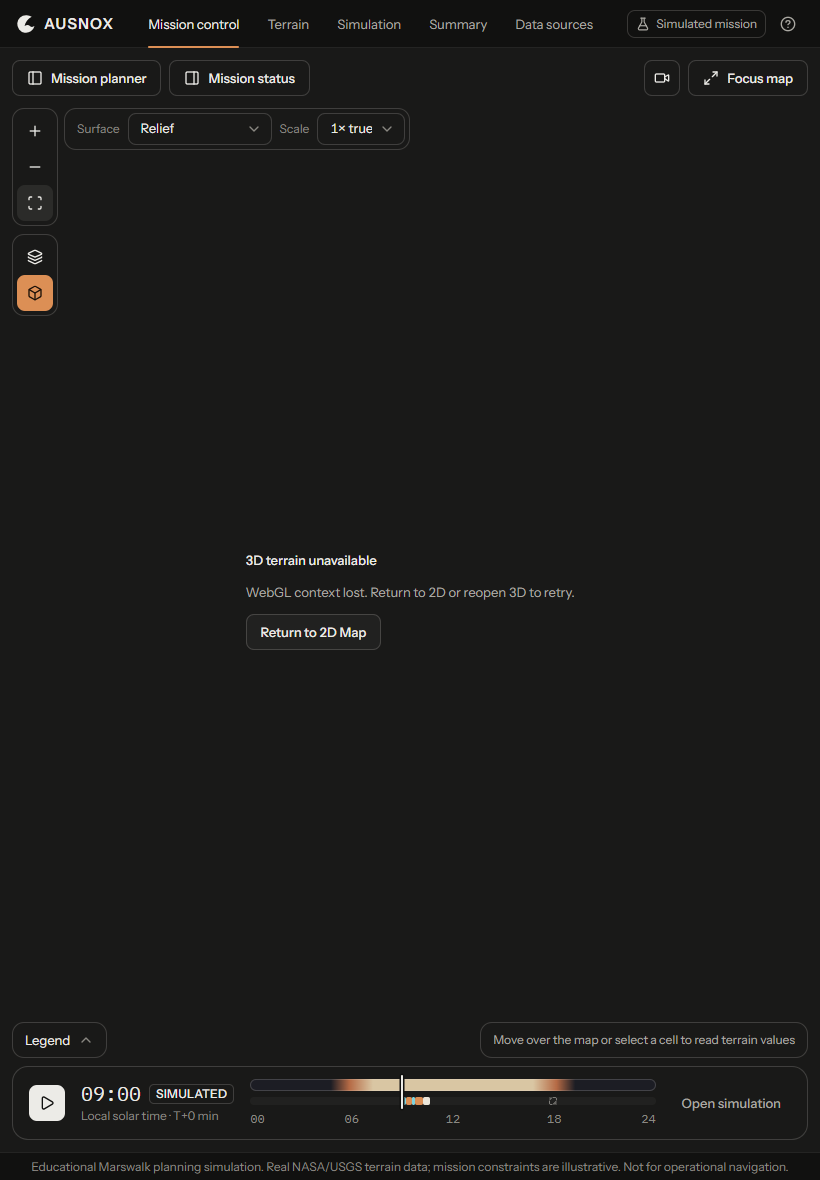 AUSNOX Mission control Terrain Simulation Summary Data sources Simulated mission
Mission planner Mission status Focus map
Surface Relief Scale 1× true
3D terrain unavailable
WebGL context lost. Return to 2D or reopen 3D to retry.
Return to 2D Map
Legend Move over the map or select a cell to read terrain values
09:00 SIMULATED
Local solar time · T+0 min
00 06 12 18 24
Open simulation
Educational Marswalk planning simulation. Real NASA/USGS terrain data; mission constraints are illustrative. Not for operational navigation.